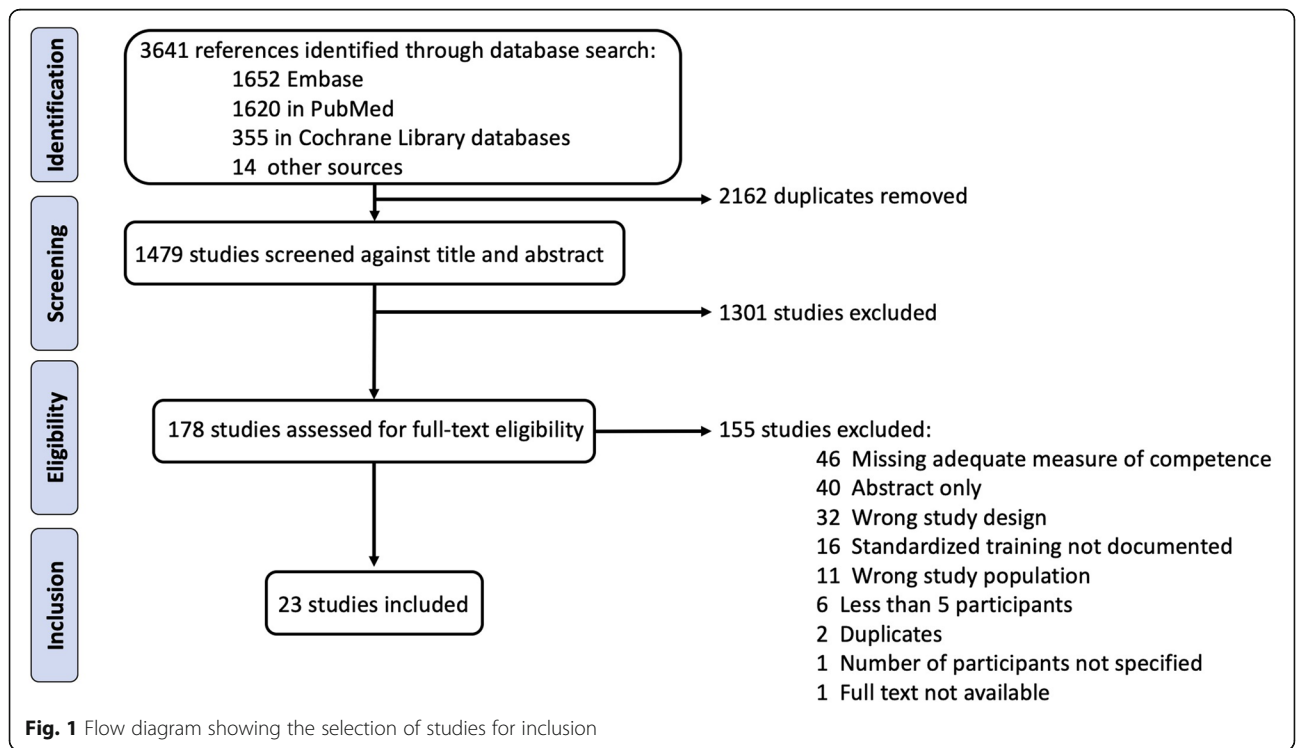 Identification
3641 references identified through database search:
1652 Embase
1620 in PubMed
355 in Cochrane Library databases
14 other sources
2162 duplicates removed
Screening
1479 studies screened against title and abstract
1301 studies excluded
Eligibility
178 studies assessed for full-text eligibility
155 studies excluded:
46 Missing adequate measure of competence
40 Abstract only
32 Wrong study design
16 Standardized training not documented
11 Wrong study population
6 Less than 5 participants
2 Duplicates
1 Number of participants not specified
1 Full text not available
Inclusion
23 studies included
Fig. 1 Flow diagram showing the selection of studies for inclusion